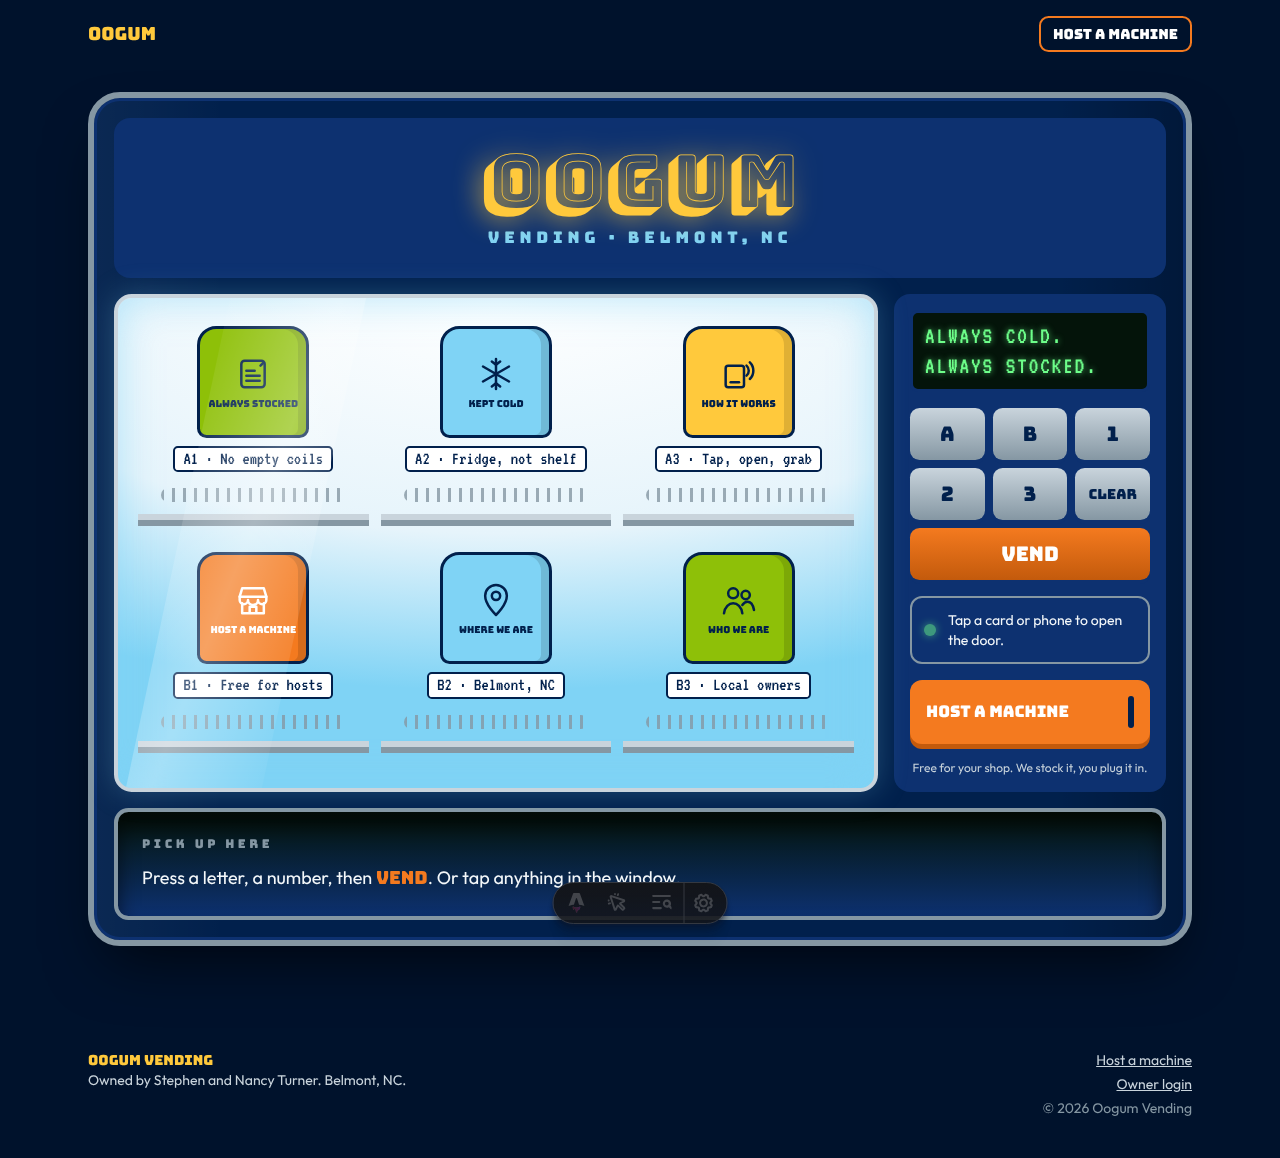 OOGUM
HOST A MACHINE
OOGUM
VENDING · BELMONT, NC
ALWAYS STOCKED
KEPT COLD
HOW IT WORKS
A1 · No empty coils
A2 · Fridge, not shelf
A3 · Tap, open, grab
HOST A MACHINE
WHERE WE ARE
WHO WE ARE
B1 · Free for hosts
B2 · Belmont, NC
B3 · Local owners
ALWAYS COLD.
ALWAYS STOCKED.
A
B
1
2
3
CLEAR
VEND
Tap a card or phone to open
the door.
HOST A MACHINE
Free for your shop. We stock it, you plug it in.
PICK UP HERE
Press a letter, a number, then VEND. Or tap anything in the window.
OOGUM VENDING
Owned by Stephen and Nancy Turner. Belmont, NC.
Host a machine
Owner login
© 2026 Oogum Vending